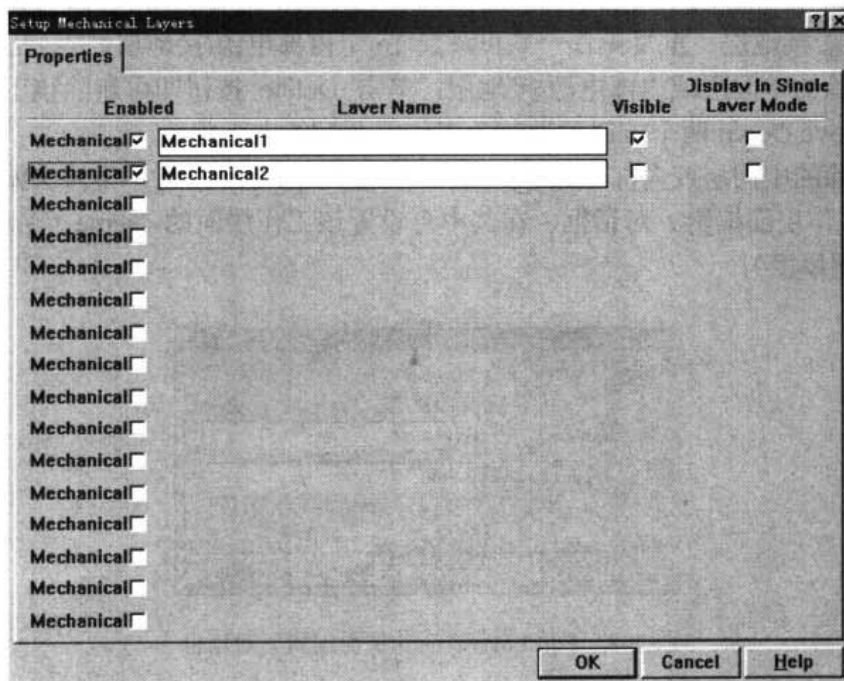 Setup Mechanical Layers
Properties
Enabled Layer Name Visible Display In Single Layer Mode
Mechanical Mechanical1
Mechanical Mechanical2
Mechanical
Mechanical
Mechanical
Mechanical
Mechanical
Mechanical
Mechanical
Mechanical
Mechanical
Mechanical
Mechanical
Mechanical
Mechanical
Mechanical
OK Cancel Help